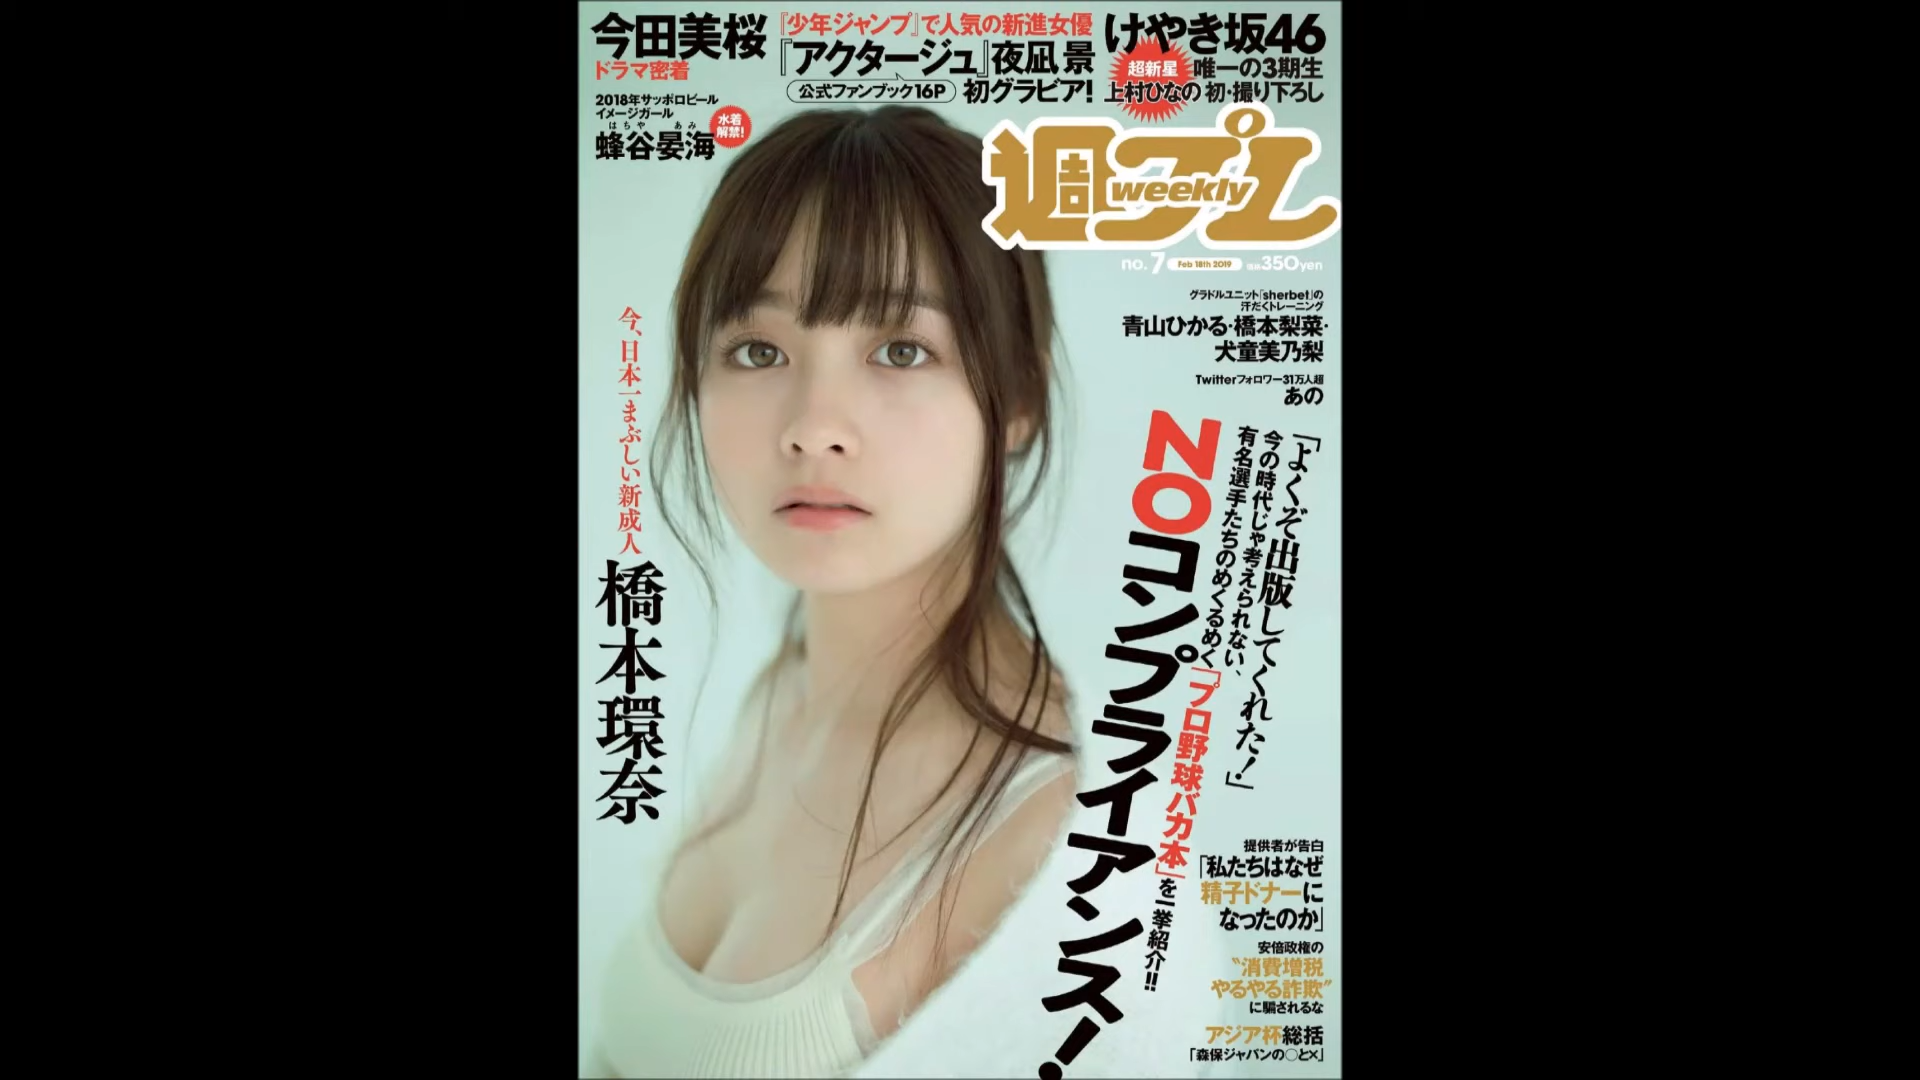 今田美桜
ドラマ密着
2018年サッポロビール
イメージガール
はちや あみ
蜂谷晏海
水着
解禁!
『少年ジャンプ』で人気の新進女優
『アクタージュ』夜凪 景
公式ファンブック16P 初グラビア!
けやき坂46
超新星 唯一の3期生
上村ひなの 初・撮り下ろし
週プレ
weekly
no.7 Feb 18th 2019 350yen
グラドルユニット「sherbet」の
汗だくトレーニング
青山ひかる・橋本梨菜・
犬童美乃梨
Twitterフォロワー31万人超
あの
今、日本一まぶしい新成人
橋本環奈
「よくぞ出版してくれた!」
今の時代じゃ考えられない、
有名選手たちのめくるめく
「プロ野球バカ本」を一挙紹介!!
NOコンプライアンス!
提供者が告白
「私たちはなぜ
精子ドナーに
なったのか」
安倍政権の
〝消費増税
やるやる詐欺〟
に騙されるな
アジア杯総括
「森保ジャパンの○と×」